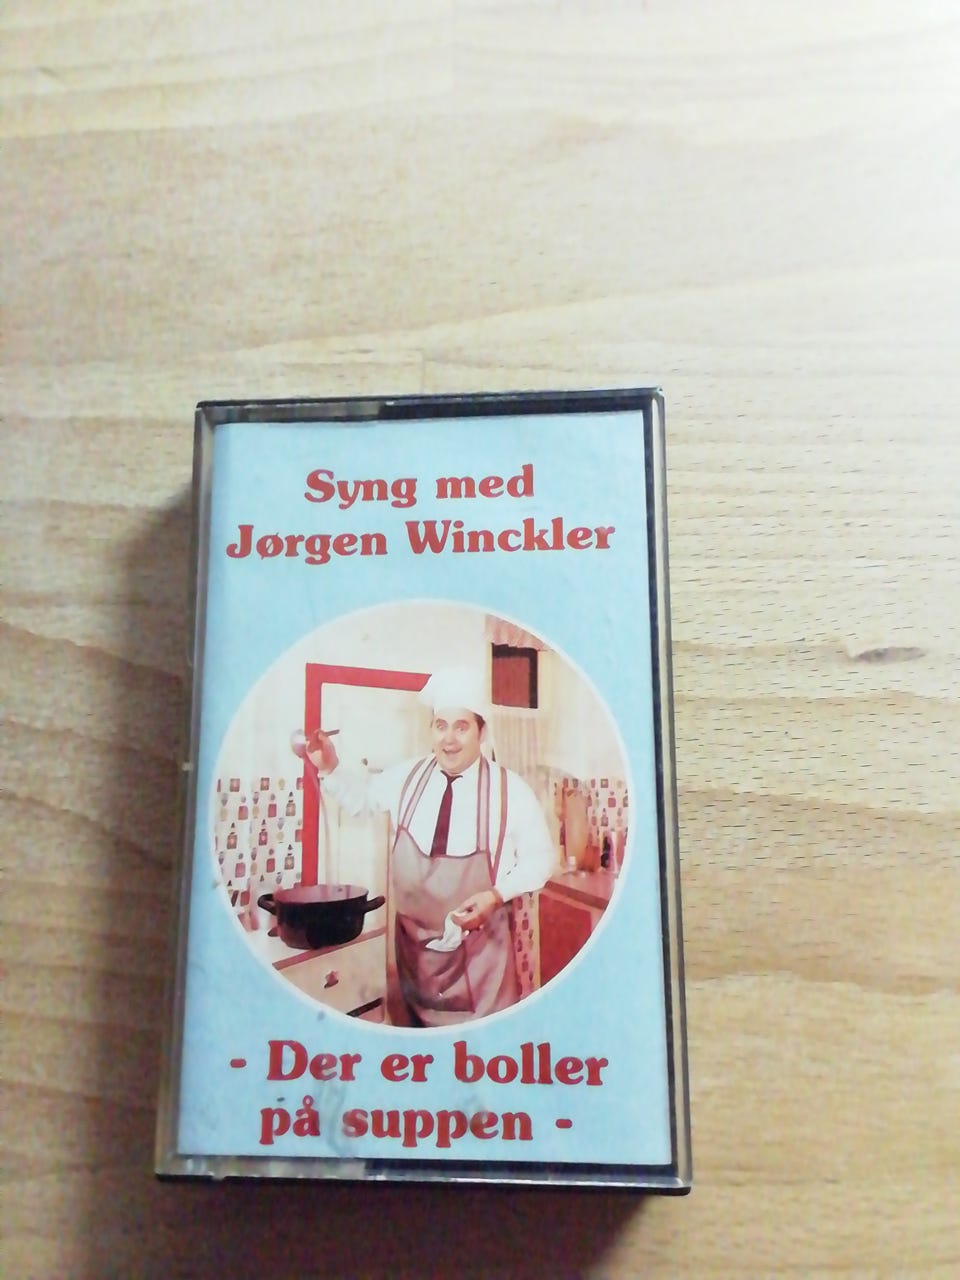 Syng med
Jørgen Winckler
- Der er boller
på suppen -